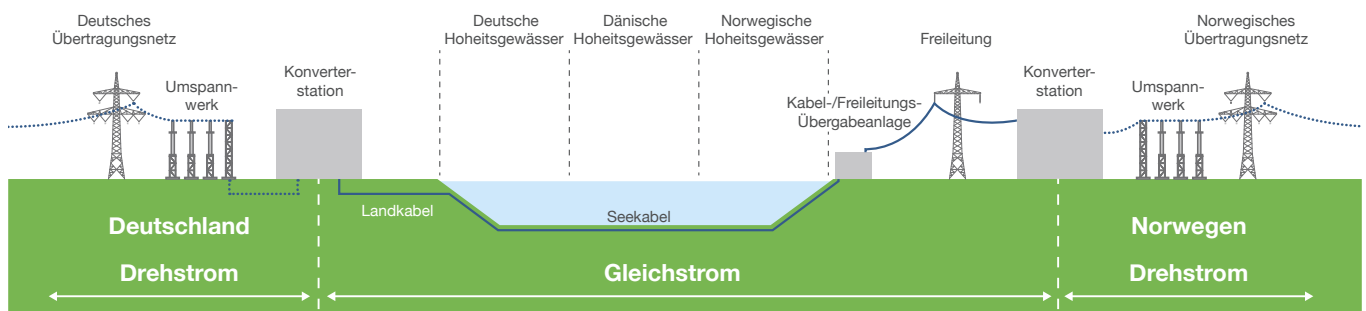 Deutsches
Übertragungsnetz
Umspann-
werk
Konverter-
station
Deutsche
Hoheitsgewässer
Dänische
Hoheitsgewässer
Norwegische
Hoheitsgewässer
Kabel-/Freileitungs-
Übergabeanlage
Freileitung
Konverter-
station
Umspann-
werk
Norwegisches
Übertragungsnetz
Landkabel
Seekabel
Deutschland
Norwegen
Drehstrom
Gleichstrom
Drehstrom